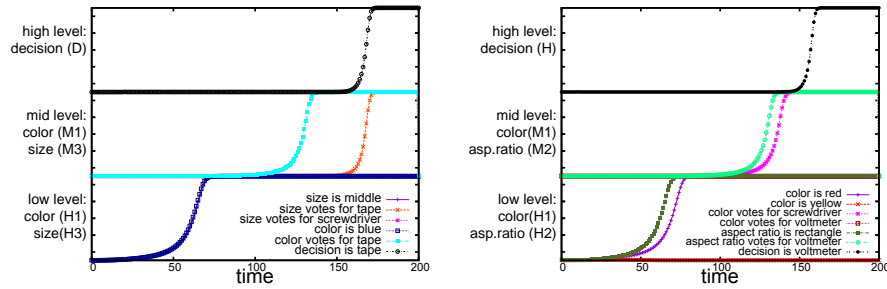 high level:
decision (D)
mid level:
color (M1)
size (M3)
low level:
color (H1)
size(H3)
size is middle
size votes for tape
size votes for screwdriver
color is blue
color votes for tape
decision is tape
0
50
100
150
200
time
high level:
decision (H)
mid level:
color(M1)
asp.ratio (M2)
low level:
color(H1)
asp.ratio (H2)
color is red
color is yellow
color votes for screwdriver
color votes for voltmeter
aspect ratio is rectangle
aspect ratio votes for voltmeter
decision is voltmeter
0
50
100
150
200
time